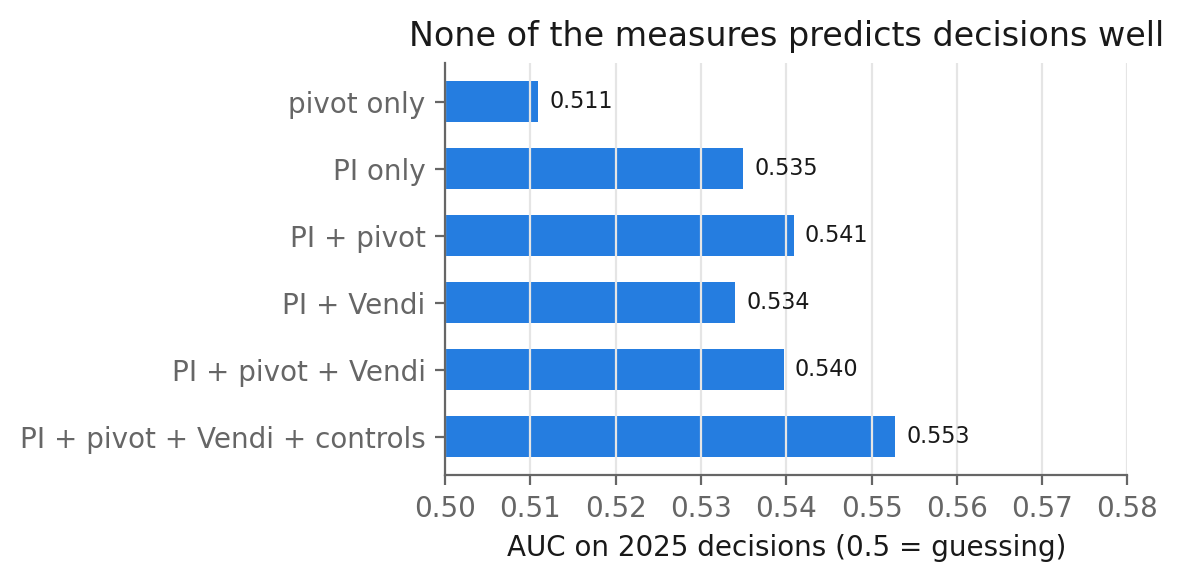 None of the measures predicts decisions well
pivot only
0.511
PI only
0.535
PI + pivot
0.541
PI + Vendi
0.534
PI + pivot + Vendi
0.540
PI + pivot + Vendi + controls
0.553
0.50 0.51 0.52 0.53 0.54 0.55 0.56 0.57 0.58
AUC on 2025 decisions (0.5 = guessing)